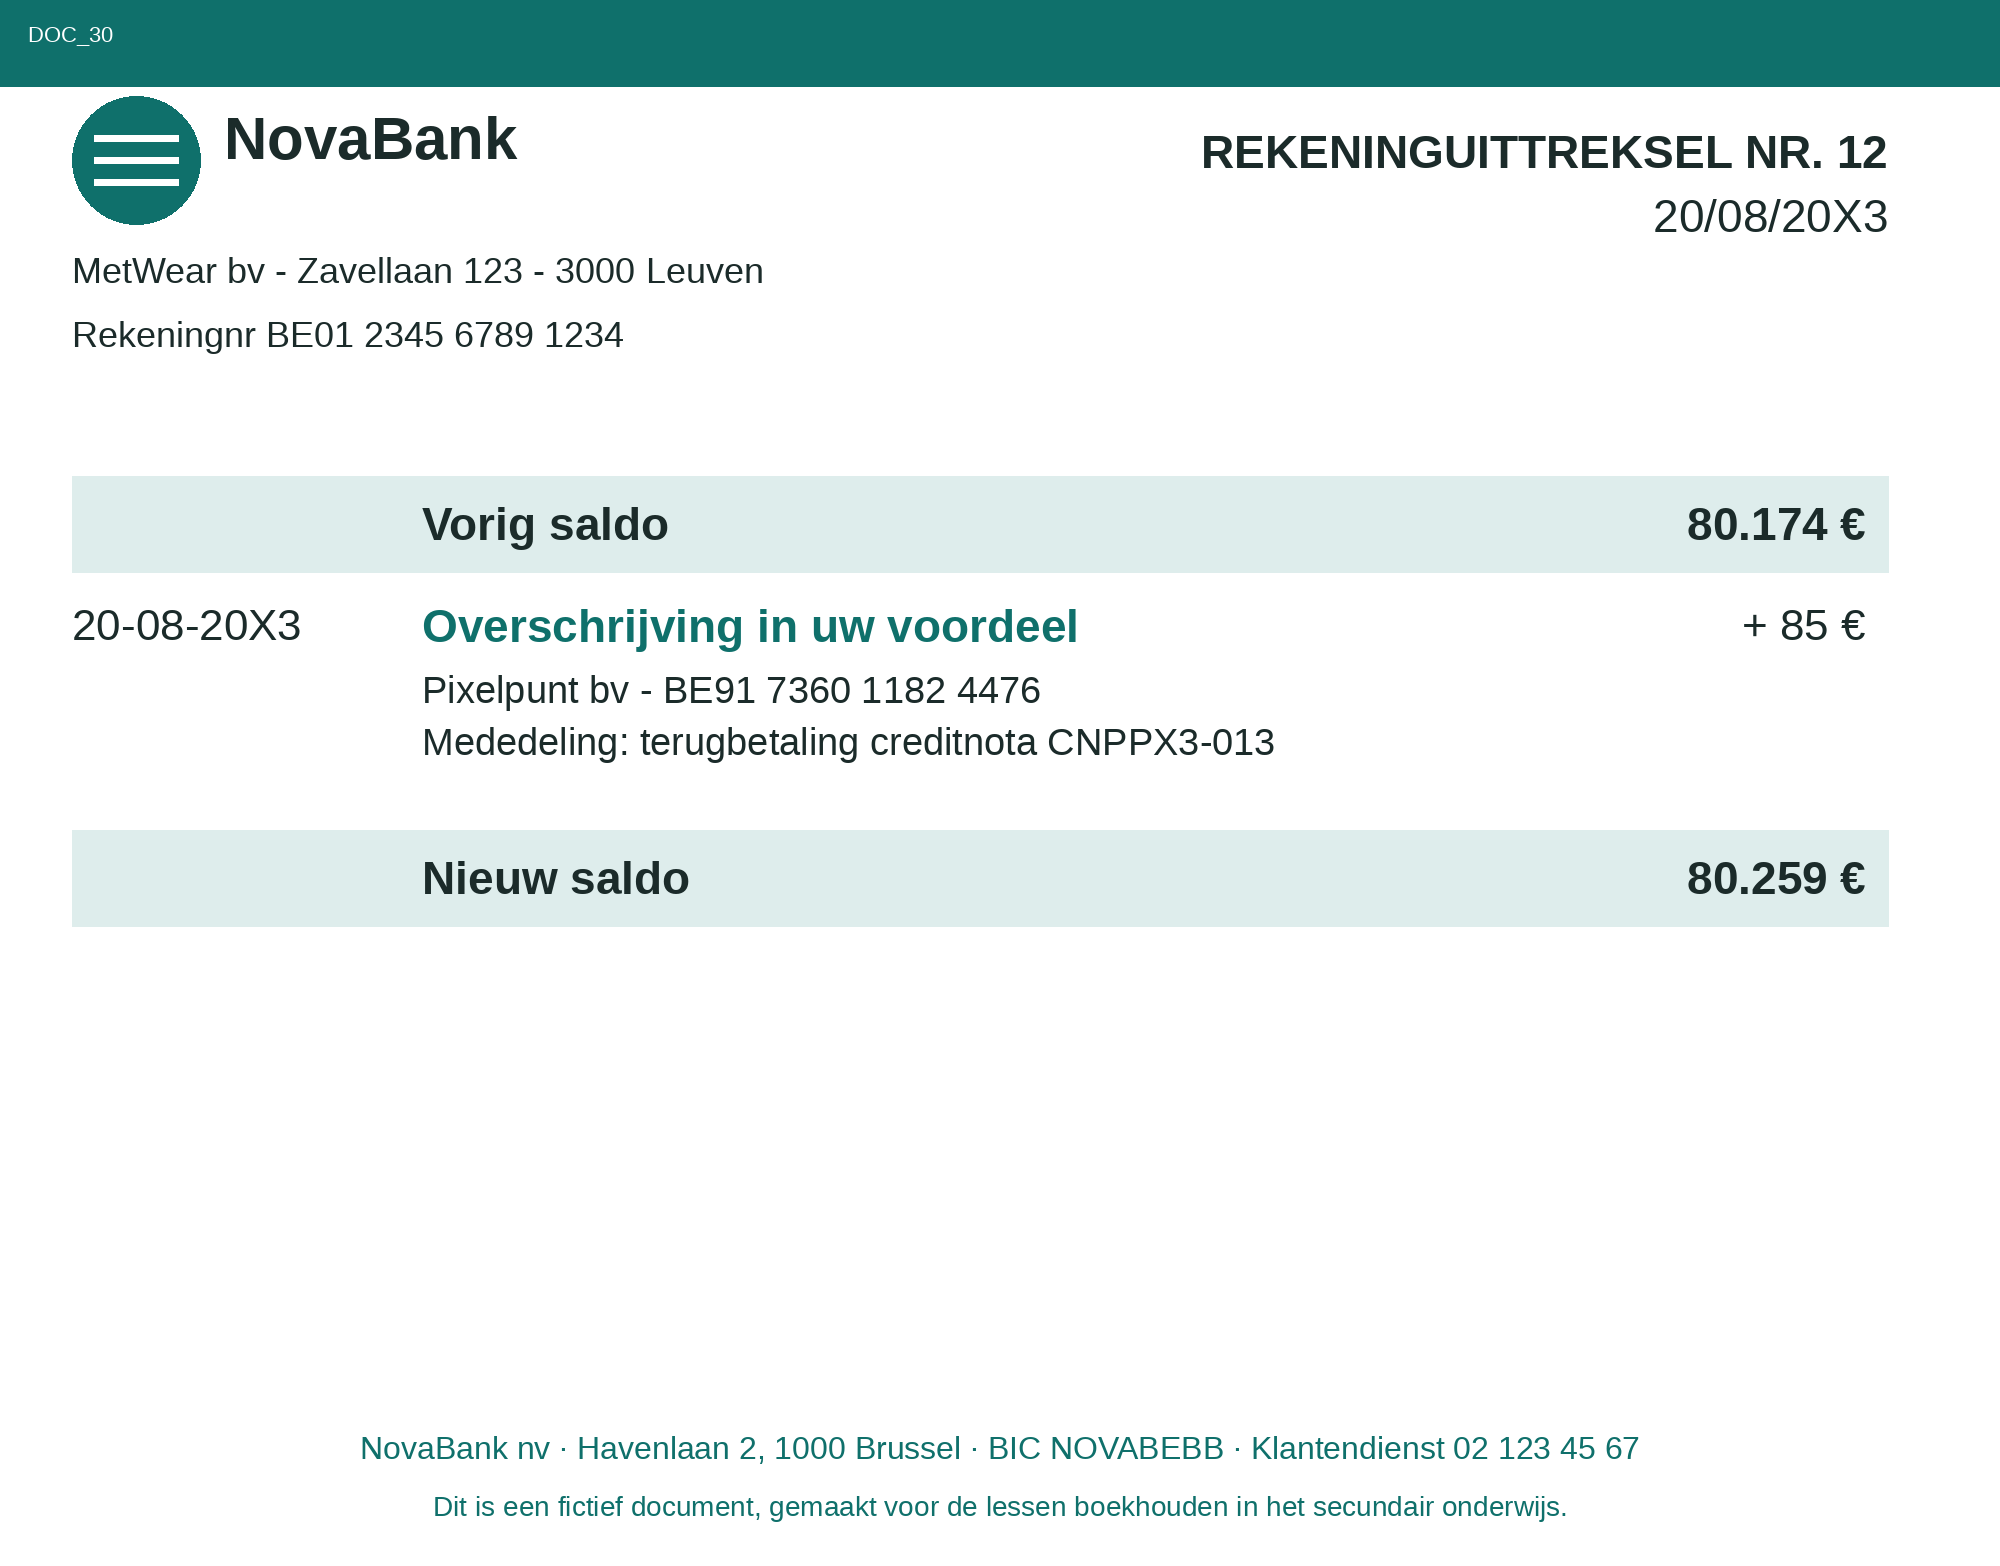 DOC_30
NovaBank
REKENINGUITTREKSEL NR. 12
20/08/20X3
MetWear bv - Zavellaan 123 - 3000 Leuven
Rekeningnr BE01 2345 6789 1234
Vorig saldo 80.174 €
20-08-20X3 Overschrijving in uw voordeel + 85 €
Pixelpunt bv - BE91 7360 1182 4476
Mededeling: terugbetaling creditnota CNPPX3-013
Nieuw saldo 80.259 €
NovaBank nv · Havenlaan 2, 1000 Brussel · BIC NOVABEBB · Klantendienst 02 123 45 67
Dit is een fictief document, gemaakt voor de lessen boekhouden in het secundair onderwijs.